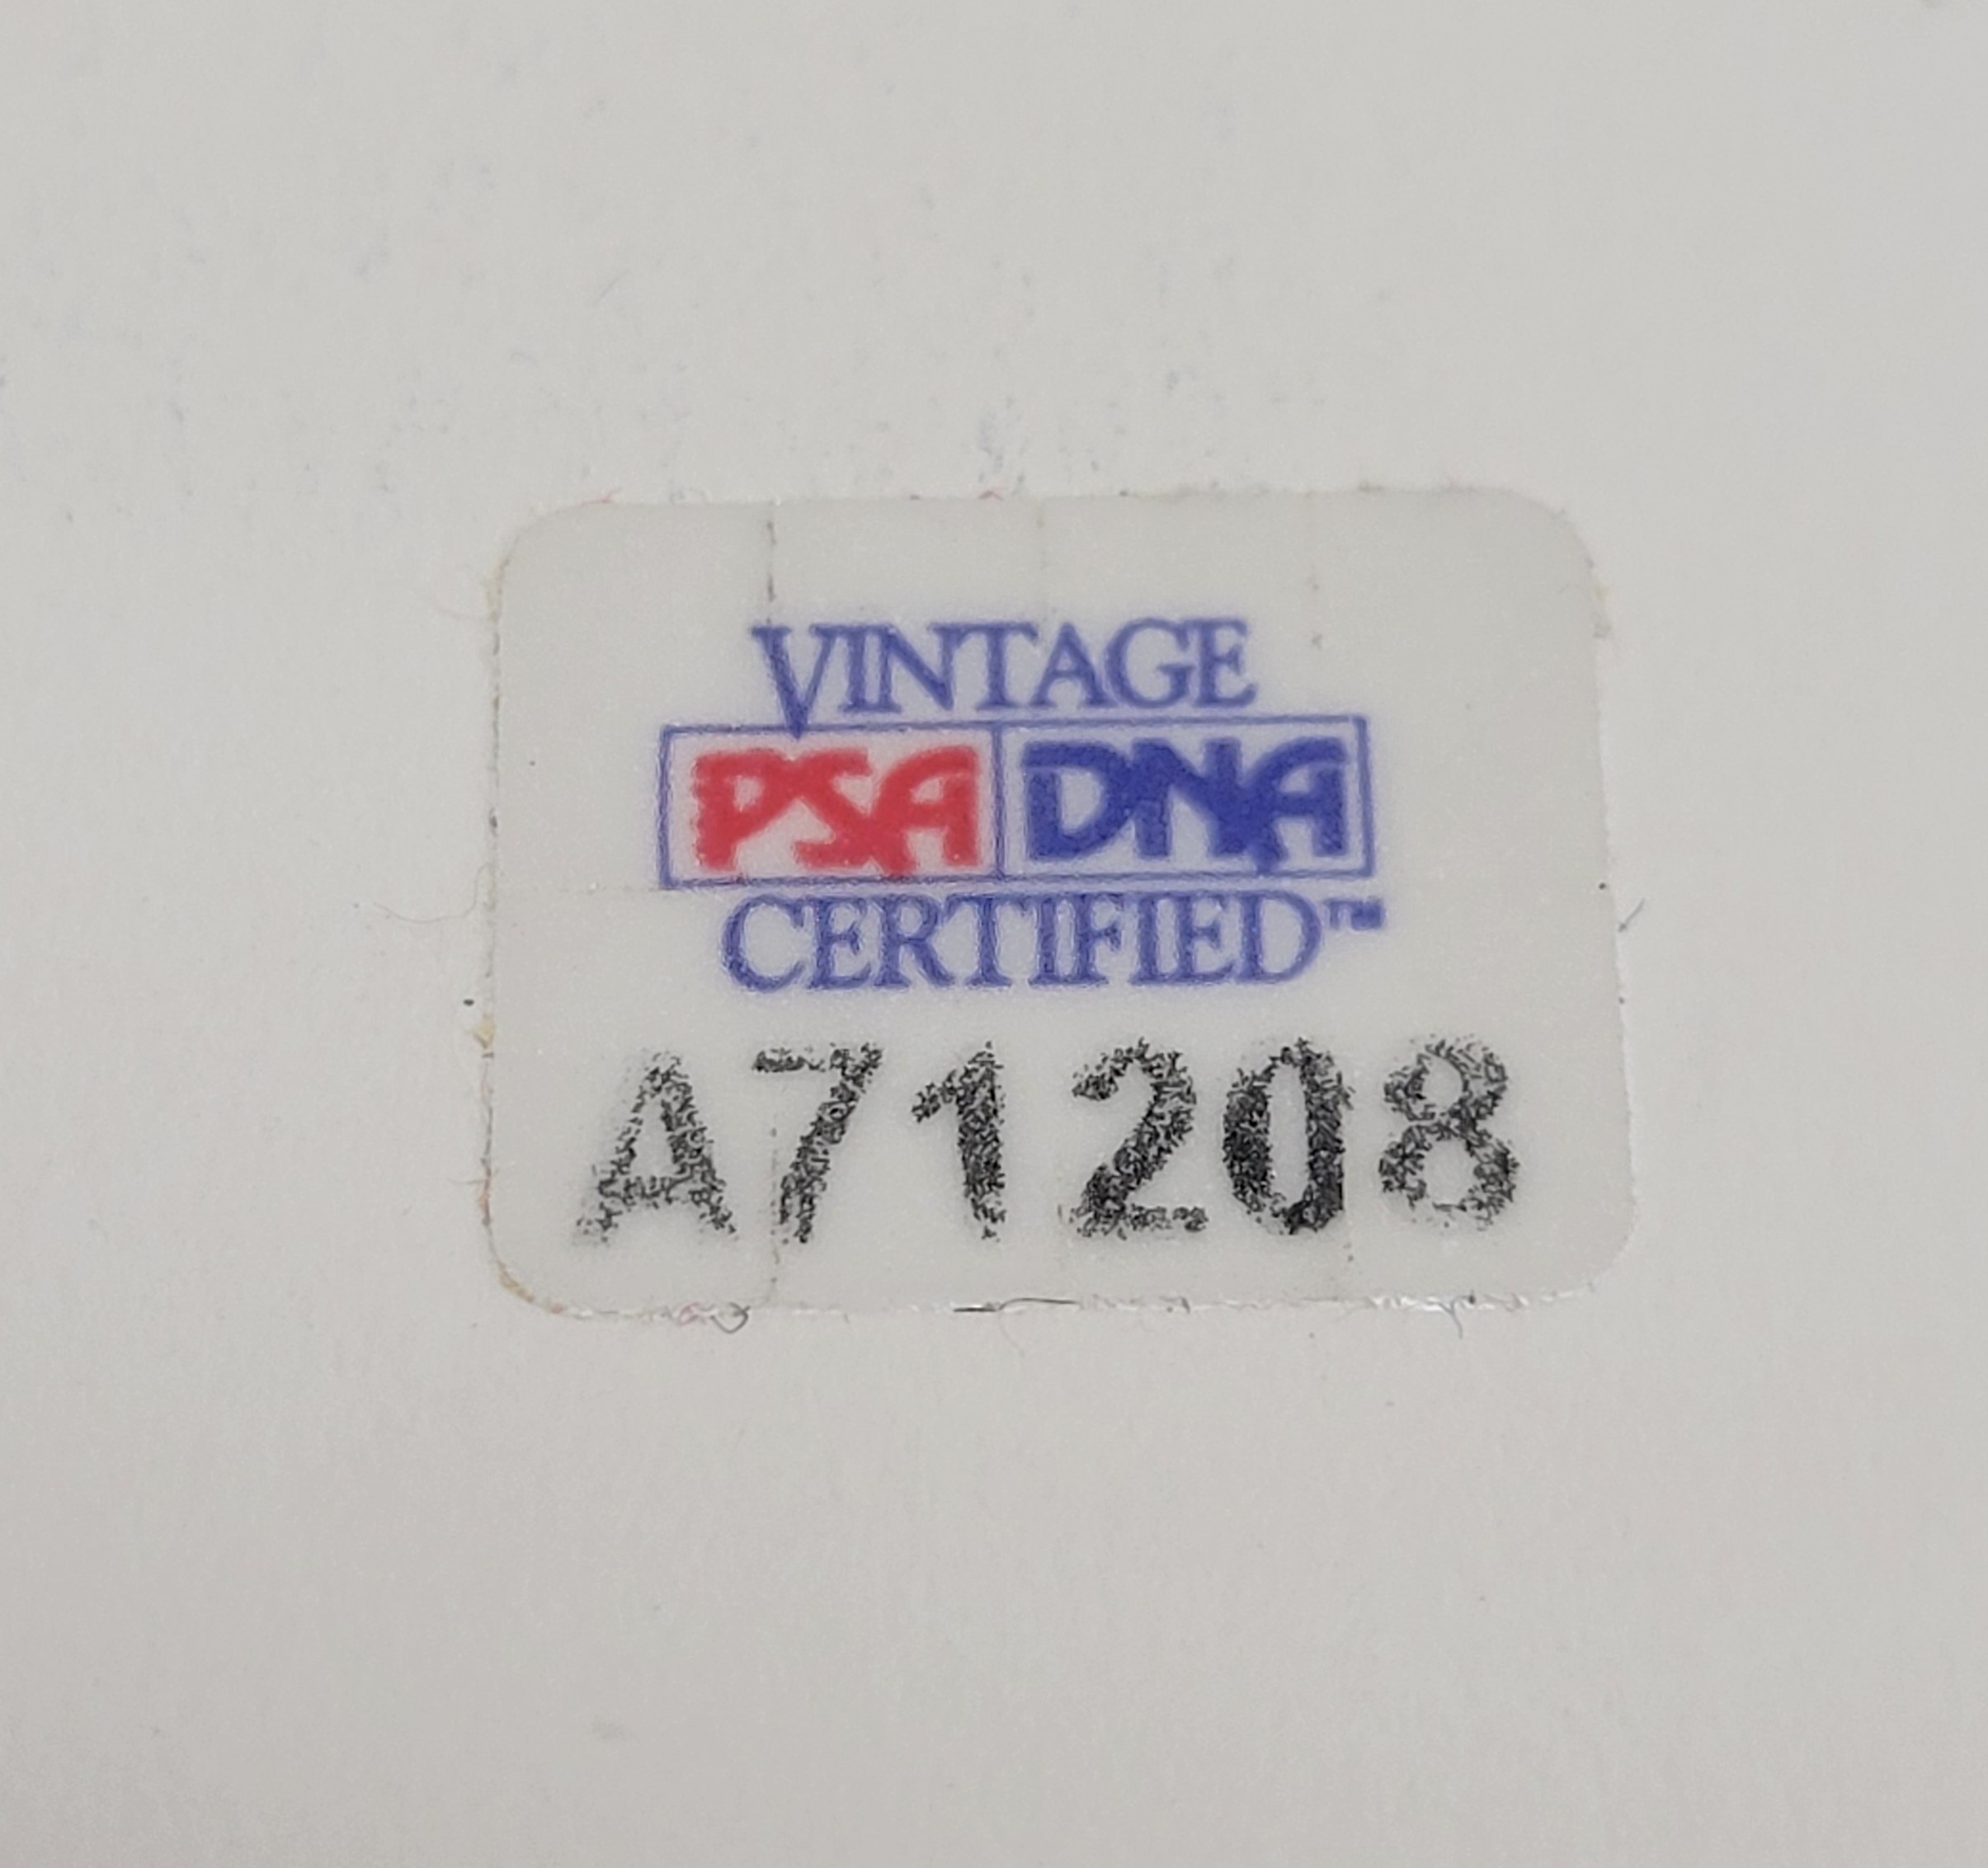 VINTAGE
PSA DNA
CERTIFIED™
A71208